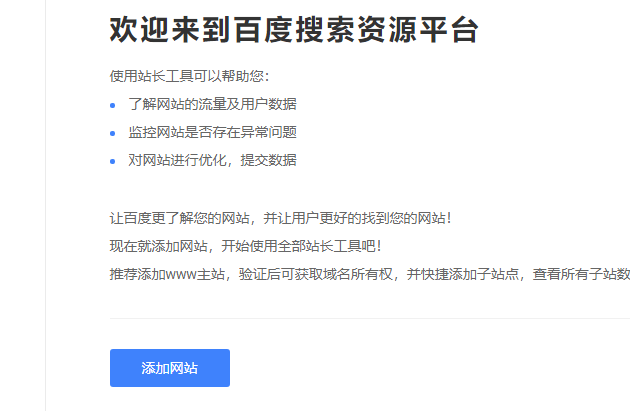 欢迎来到百度搜索资源平台
使用站长工具可以帮助您：
了解网站的流量及用户数据
监控网站是否存在异常问题
对网站进行优化，提交数据
让百度更了解您的网站，并让用户更好的找到您的网站！
现在就添加网站，开始使用全部站长工具吧！
推荐添加www主站，验证后可获取域名所有权，并快捷添加子站点，查看所有子站数
添加网站